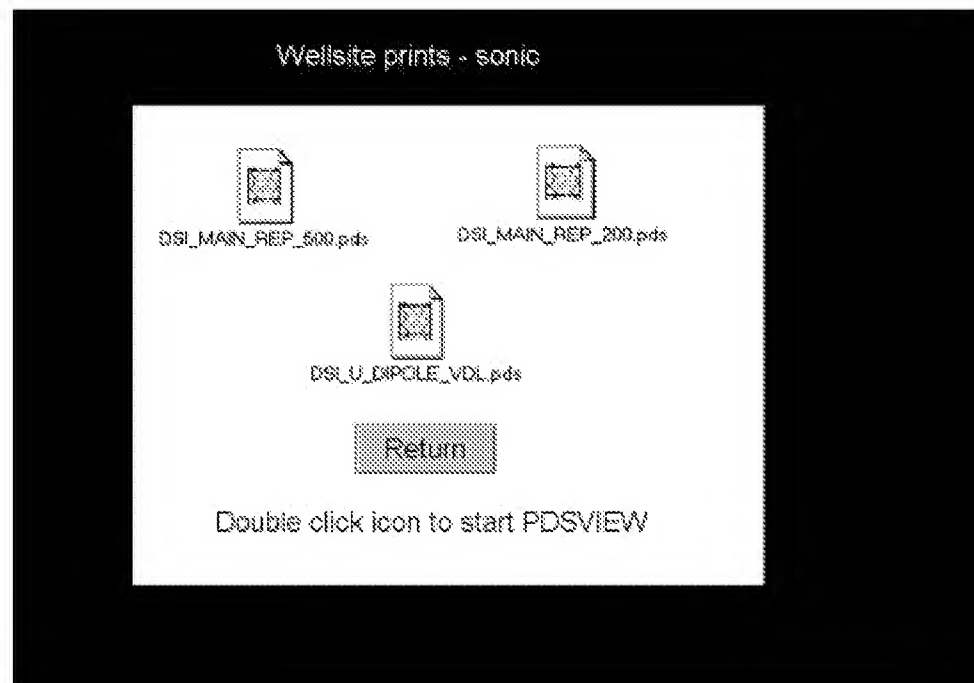 Wellsite prints - sonic
DSI_MAIN_REP_500.pds
DSI_MAIN_REP_200.pds
DSI_U_DIPOLE_VDL.pds
Return
Double click icon to start PDSVIEW